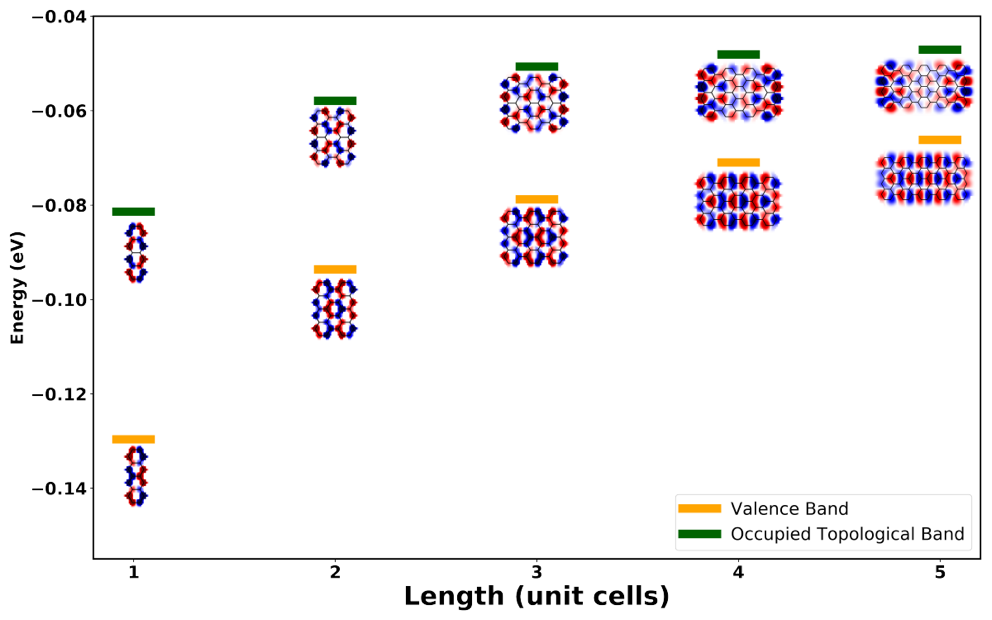 −0.04
−0.06
−0.08
−0.10
−0.12
−0.14
Energy (eV)
1 2 3 4 5
Length (unit cells)
Valence Band
Occupied Topological Band